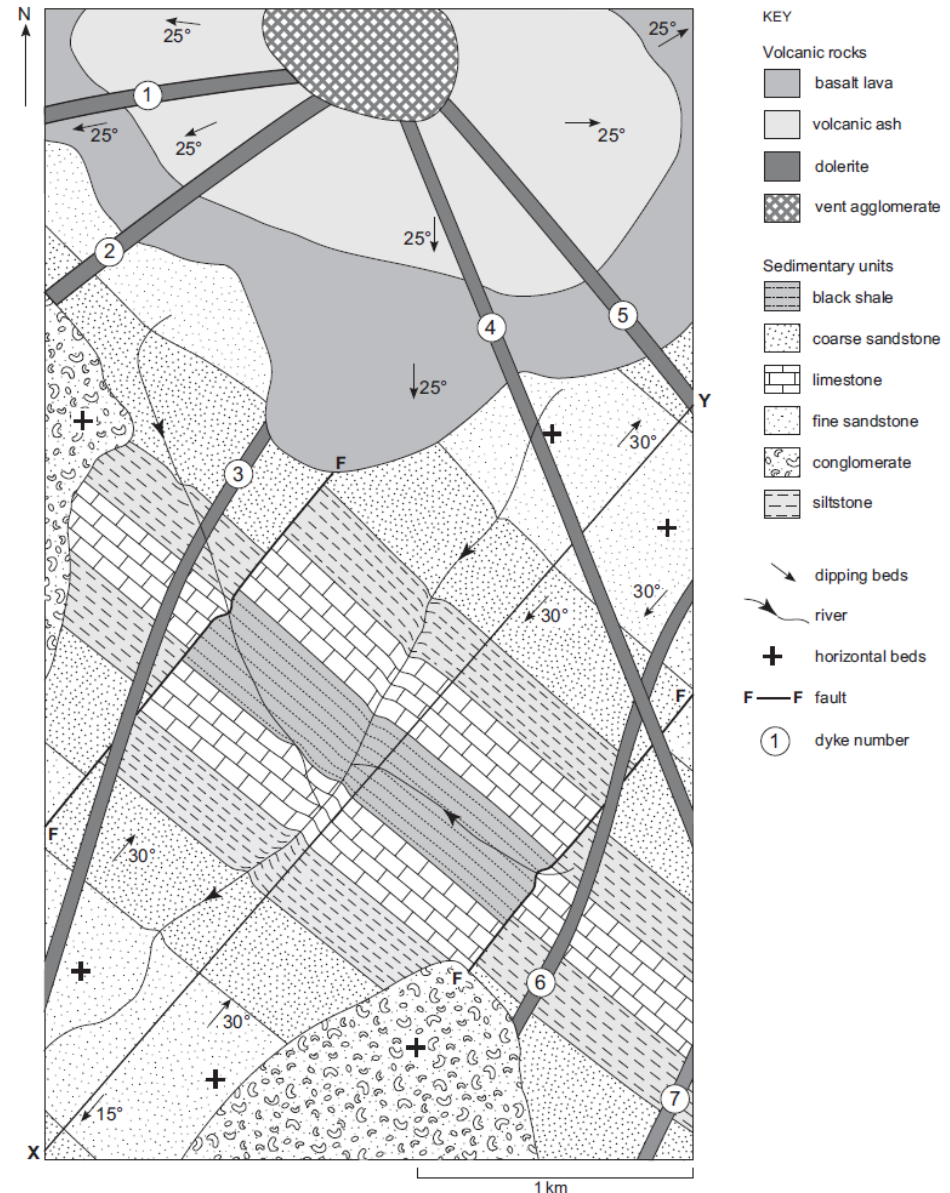 N
25°
25°
1
25°
25°
25°
2
25°
4
5
25°
Y
F
30°
3
30°
30°
F
F
30°
6
F
30°
7
15°
X
1 km
KEY
Volcanic rocks
basalt lava
volcanic ash
dolerite
vent agglomerate
Sedimentary units
black shale
coarse sandstone
limestone
fine sandstone
conglomerate
siltstone
dipping beds
river
horizontal beds
F F fault
1 dyke number